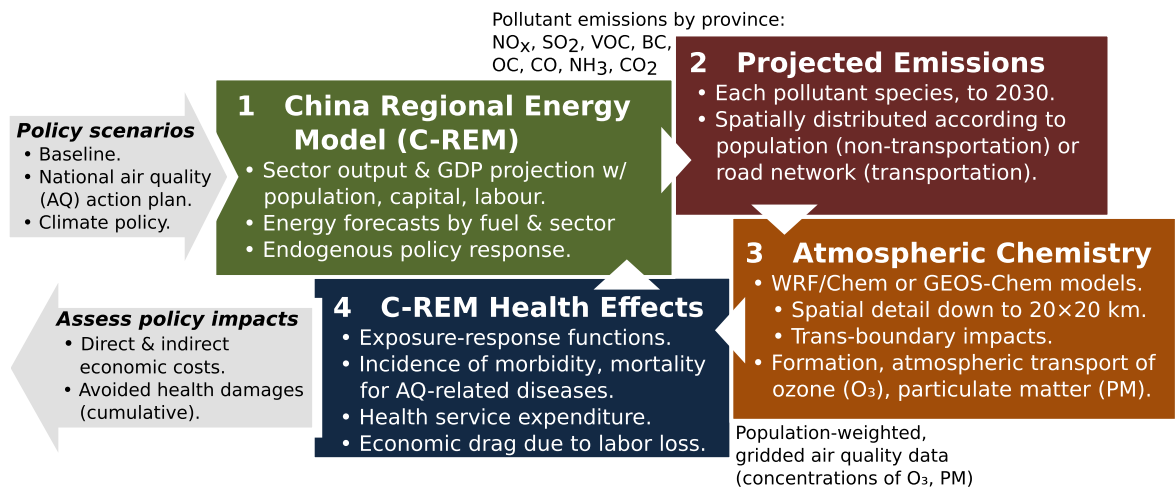 Pollutant emissions by province:
NOx, SO2, VOC, BC,
OC, CO, NH3, CO2
Policy scenarios
• Baseline.
• National air quality
(AQ) action plan.
• Climate policy.
1 China Regional Energy
Model (C-REM)
• Sector output & GDP projection w/
population, capital, labour.
• Energy forecasts by fuel & sector
• Endogenous policy response.
2 Projected Emissions
• Each pollutant species, to 2030.
• Spatially distributed according to
population (non-transportation) or
road network (transportation).
3 Atmospheric Chemistry
• WRF/Chem or GEOS-Chem models.
• Spatial detail down to 20×20 km.
• Trans-boundary impacts.
• Formation, atmospheric transport of
ozone (O₃), particulate matter (PM).
Population-weighted,
gridded air quality data
(concentrations of O₃, PM)
4 C-REM Health Effects
• Exposure-response functions.
• Incidence of morbidity, mortality
for AQ-related diseases.
• Health service expenditure.
• Economic drag due to labor loss.
Assess policy impacts
• Direct & indirect
economic costs.
• Avoided health damages
(cumulative).